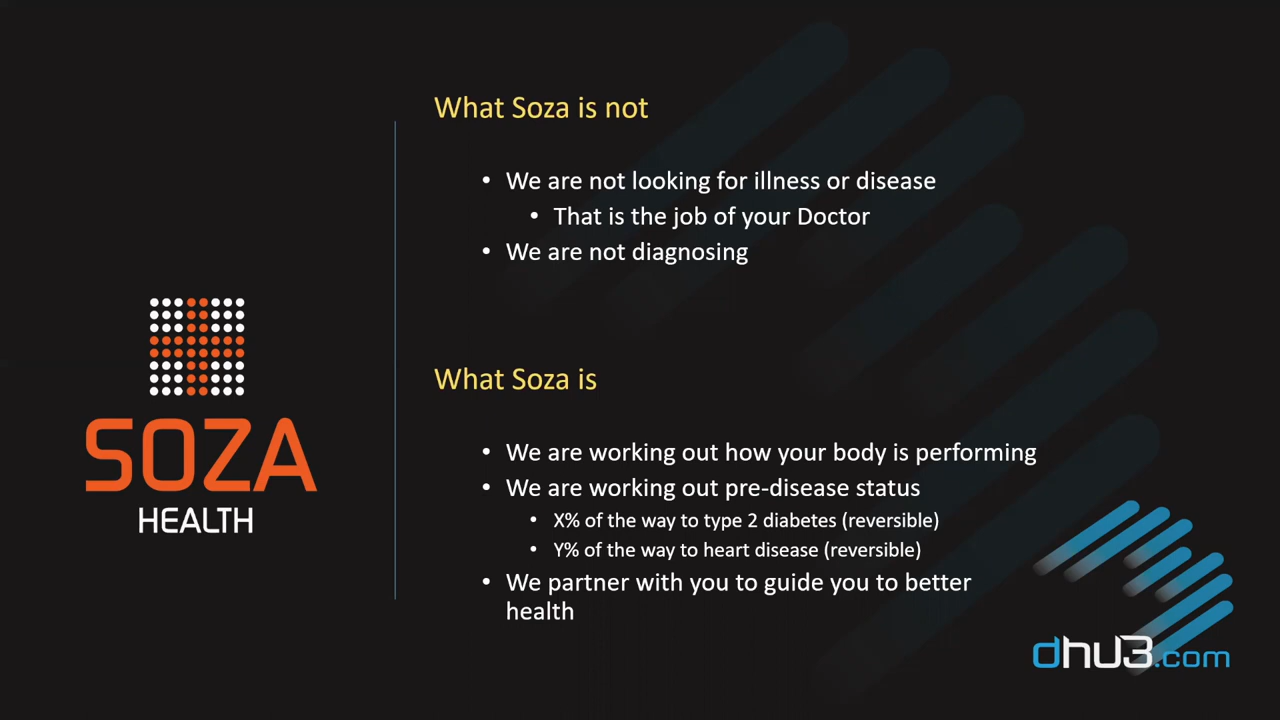 What Soza is not
• We are not looking for illness or disease
• That is the job of your Doctor
• We are not diagnosing
SOZA
HEALTH
What Soza is
• We are working out how your body is performing
• We are working out pre-disease status
• X% of the way to type 2 diabetes (reversible)
• Y% of the way to heart disease (reversible)
• We partner with you to guide you to better
health
dhu3.com